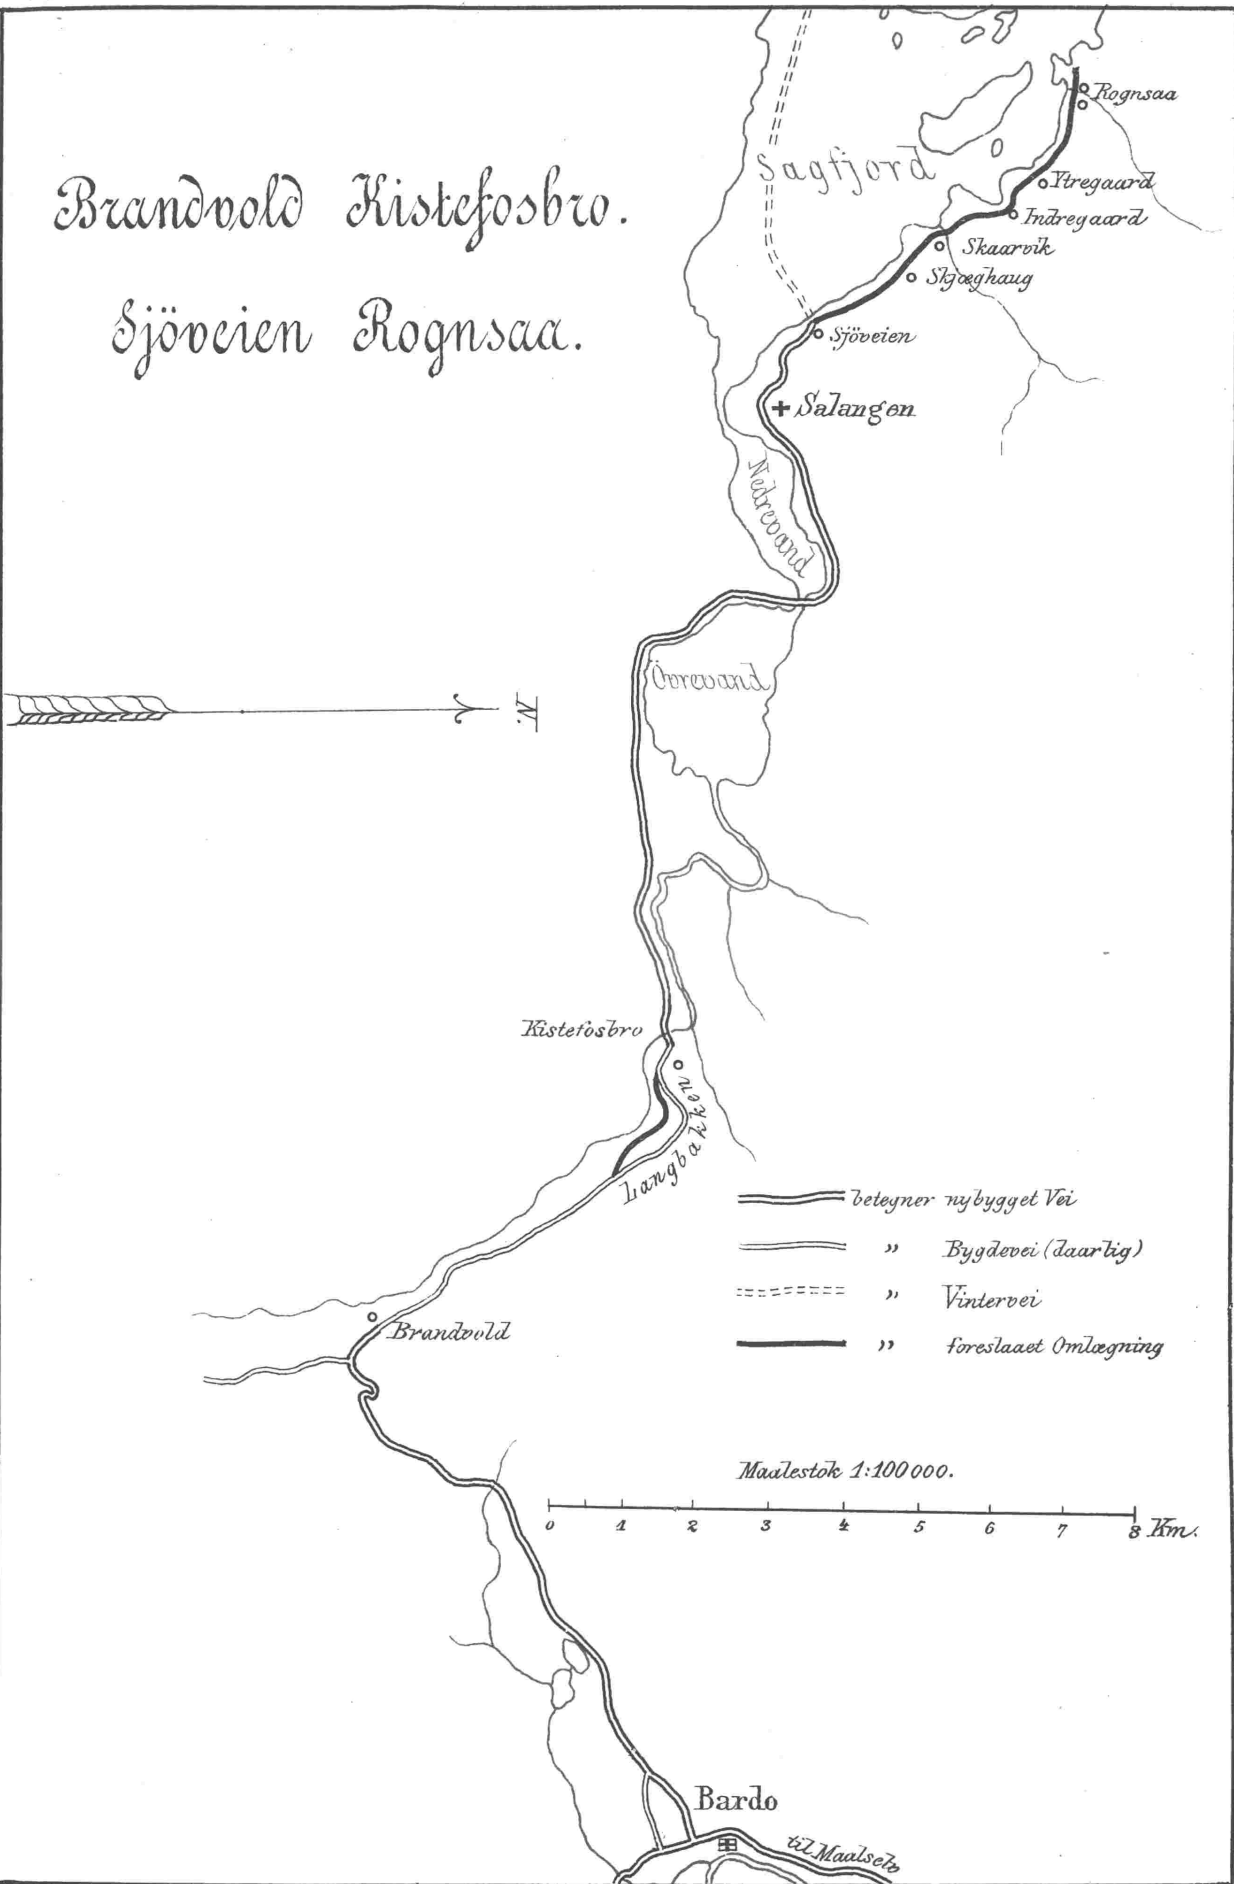 Brandvold Kistefosbro.
Sjöveien Rognsaa.
Sagfjord
Rognsaa
Ytregaard
Indregaard
Skaarvik
Skjæghaug
Sjöveien
Salangen
Nedrevand
Övrevand
N.
Kistefosbro
Langbakken
Brandvold
betegner nybygget Vei
" Bygdevei (daarlig)
" Vintervei
" foreslaaet Omlægning
Maalestok 1:100000.
0 1 2 3 4 5 6 7 8 Km.
Bardo
til Maalselv